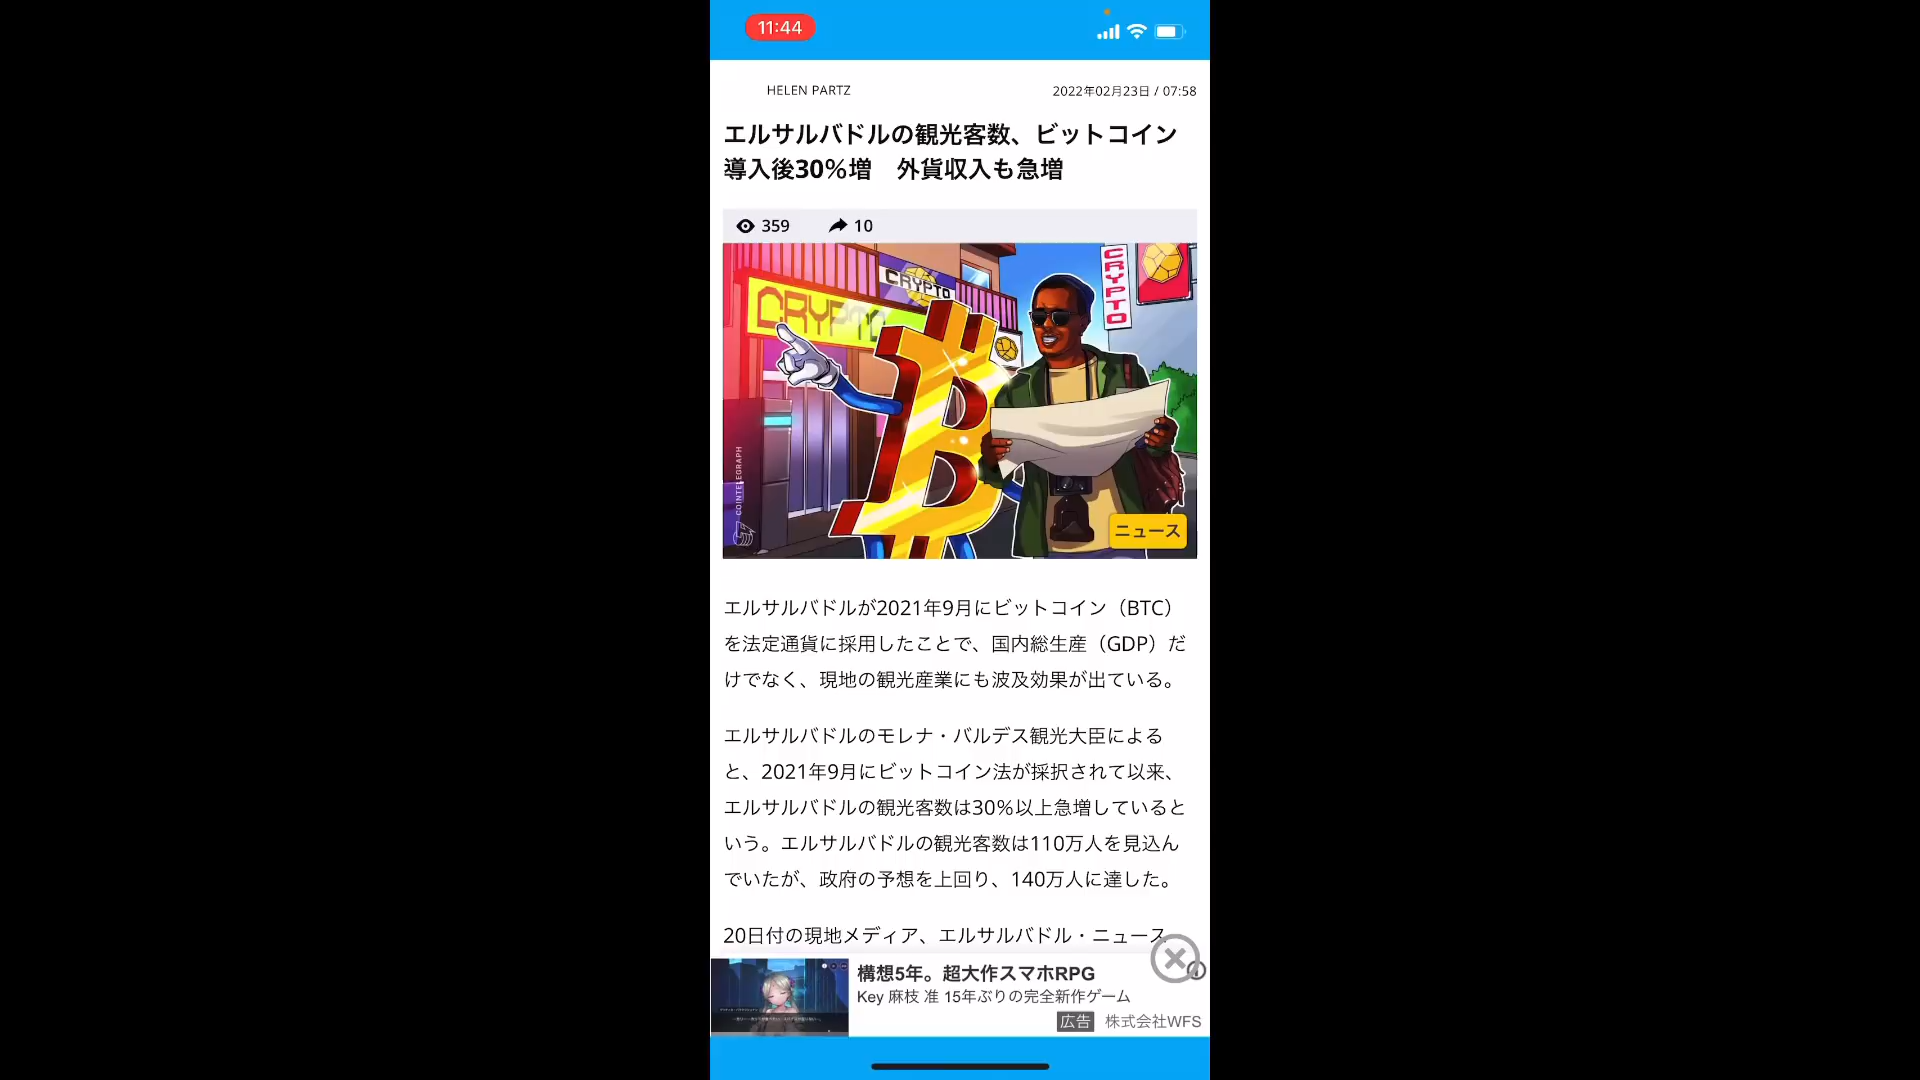 11:44
HELEN PARTZ
2022年02月23日 / 07:58
エルサルバドルの観光客数、ビットコイン
導入後30%増　外貨収入も急増
359
10
CRYPTO
CRYPTO
CRYPTO
COINTELEGRAPH
ニュース
エルサルバドルが2021年9月にビットコイン（BTC）
を法定通貨に採用したことで、国内総生産（GDP）だ
けでなく、現地の観光産業にも波及効果が出ている。
エルサルバドルのモレナ・バルデス観光大臣による
と、2021年9月にビットコイン法が採択されて以来、
エルサルバドルの観光客数は30%以上急増していると
いう。エルサルバドルの観光客数は110万人を見込ん
でいたが、政府の予想を上回り、140万人に達した。
20日付の現地メディア、エルサルバドル・ニュース
構想5年。超大作スマホRPG
Key 麻枝 准 15年ぶりの完全新作ゲーム
広告 株式会社WFS